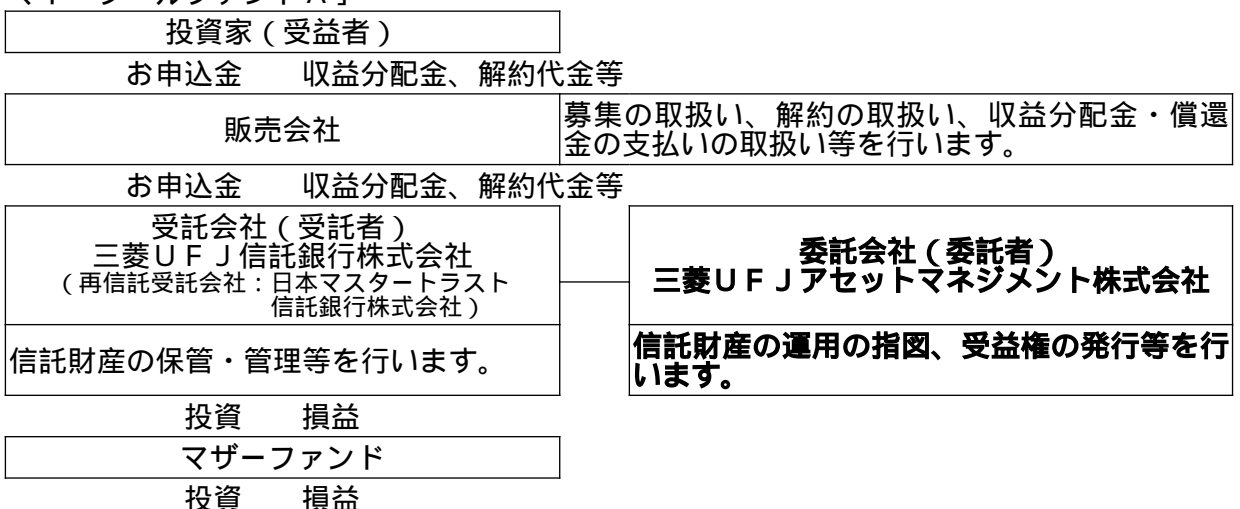 投資家（受益者）
お申込金　　収益分配金、解約代金等
販売会社
募集の取扱い、解約の取扱い、収益分配金・償還
金の支払いの取扱い等を行います。
お申込金　　収益分配金、解約代金等
受託会社（受託者）
三菱ＵＦＪ信託銀行株式会社
（再信託受託会社：日本マスタートラスト
信託銀行株式会社）
委託会社（委託者）
三菱ＵＦＪアセットマネジメント株式会社
信託財産の保管・管理等を行います。
信託財産の運用の指図、受益権の発行等を行
います。
投資　　損益
マザーファンド
投資　　損益